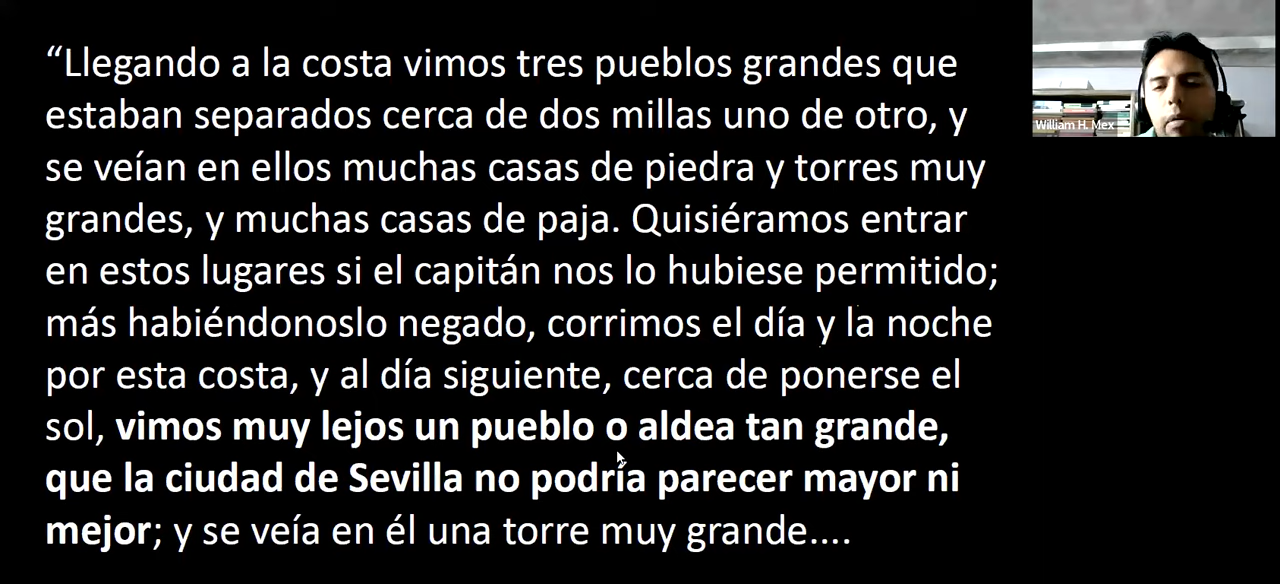 “Llegando a la costa vimos tres pueblos grandes que
estaban separados cerca de dos millas uno de otro, y
se veían en ellos muchas casas de piedra y torres muy
grandes, y muchas casas de paja. Quisiéramos entrar
en estos lugares si el capitán nos lo hubiese permitido;
más habiéndonoslo negado, corrimos el día y la noche
por esta costa, y al día siguiente, cerca de ponerse el
sol, vimos muy lejos un pueblo o aldea tan grande,
que la ciudad de Sevilla no podría parecer mayor ni
mejor; y se veía en él una torre muy grande....
William H. Mex